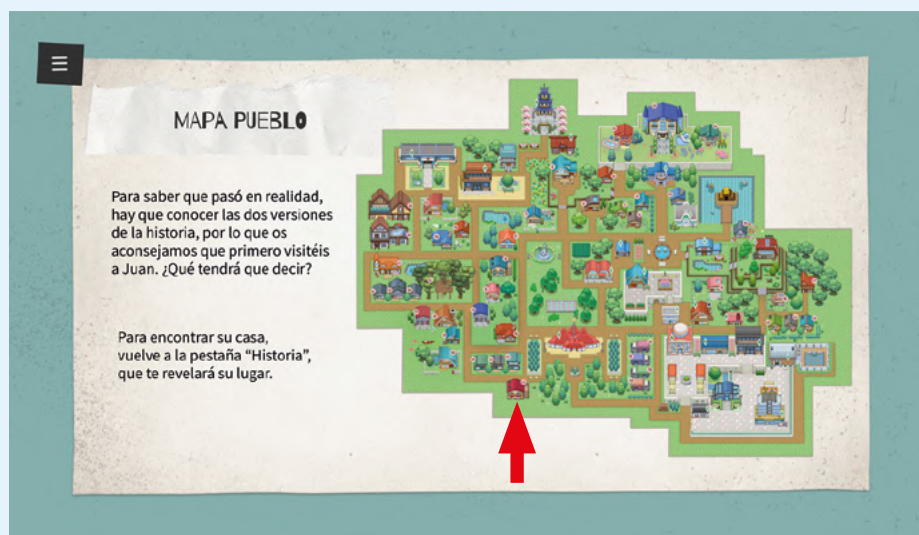 MAPA PUEBLO
Para saber que pasó en realidad,
hay que conocer las dos versiones
de la historia, por lo que os
aconsejamos que primero visitéis
a Juan. ¿Qué tendrá que decir?
Para encontrar su casa,
vuelve a la pestaña “Historia”,
que te revelará su lugar.